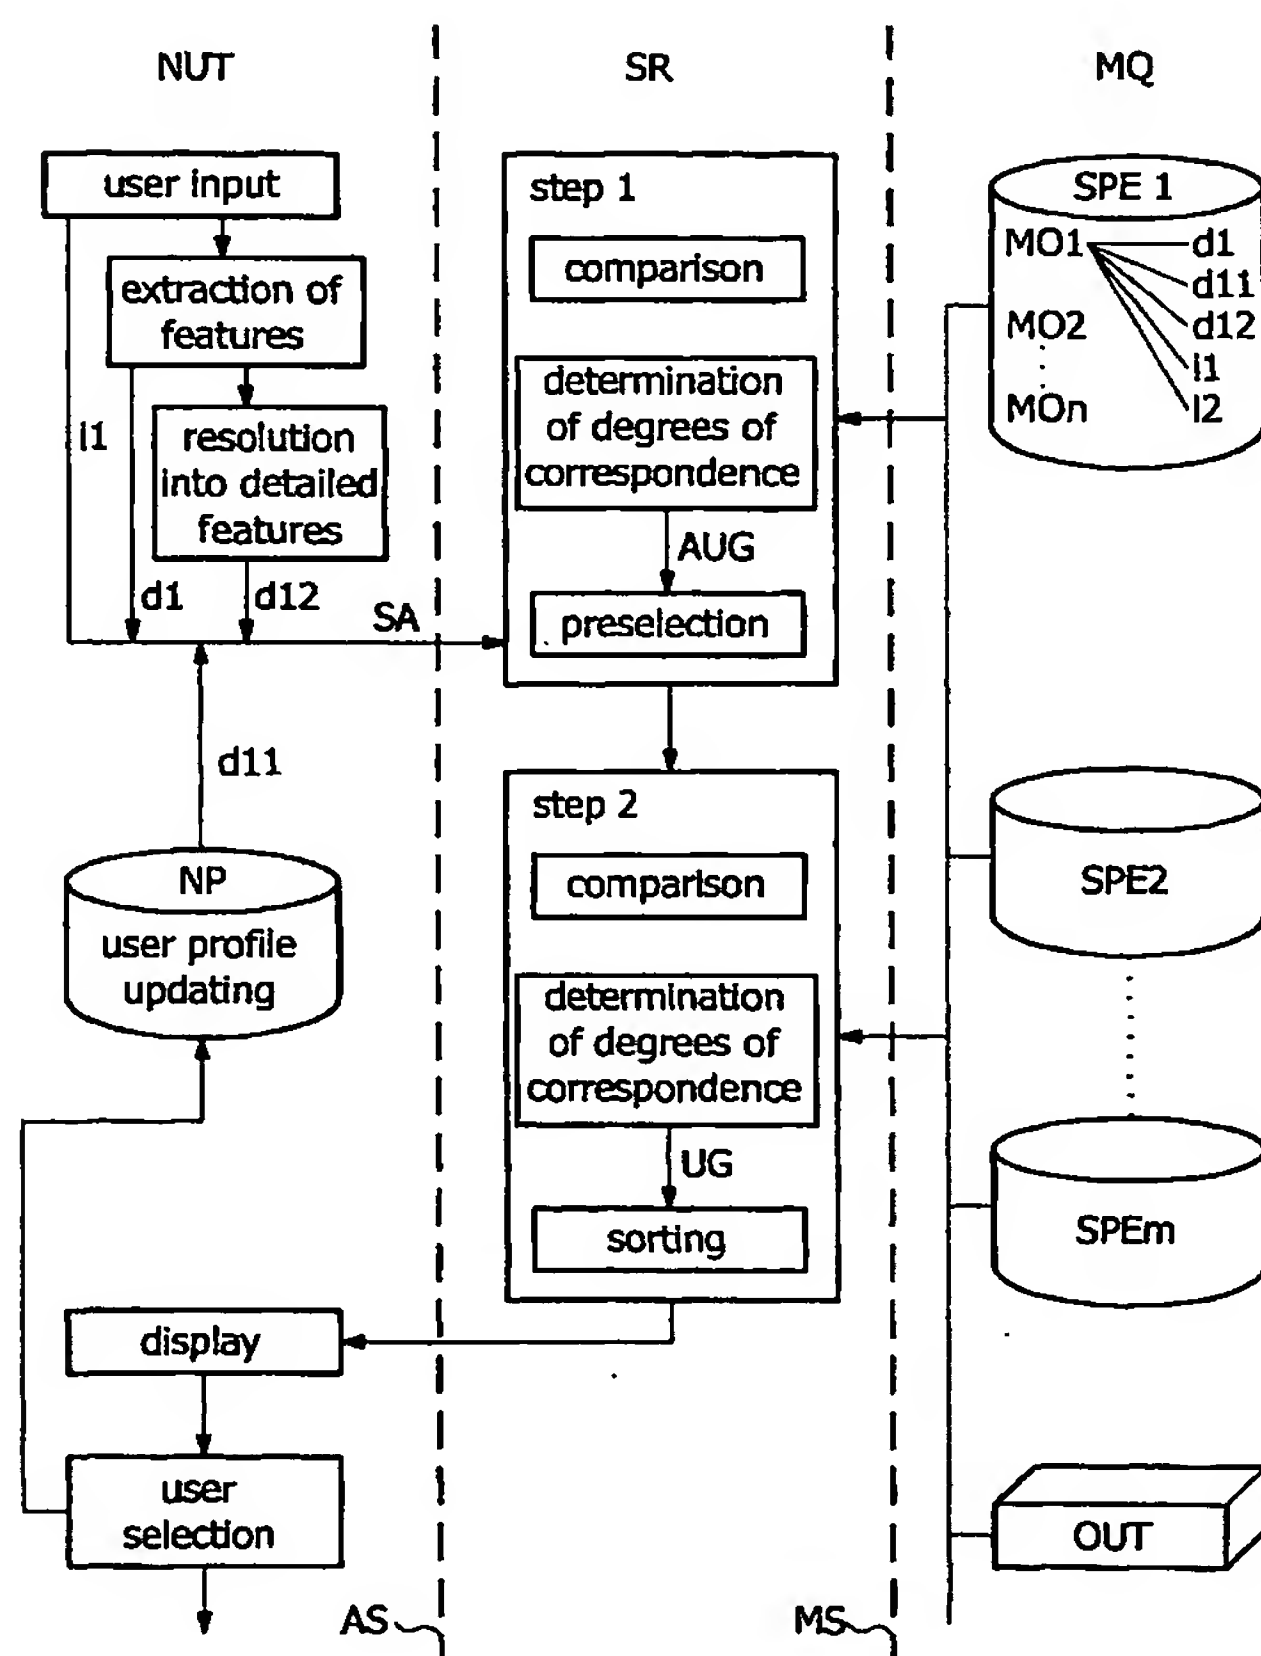 NUT
SR
MQ
user input
extraction of
features
l1
resolution
into detailed
features
d1
d12
SA
d11
NP
user profile
updating
display
user
selection
AS
step 1
comparison
determination
of degrees of
correspondence
AUG
preselection
step 2
comparison
determination
of degrees of
correspondence
UG
sorting
MS
SPE 1
MO1
d1
d11
MO2
d12
l1
MOn
l2
SPE2
SPEm
OUT